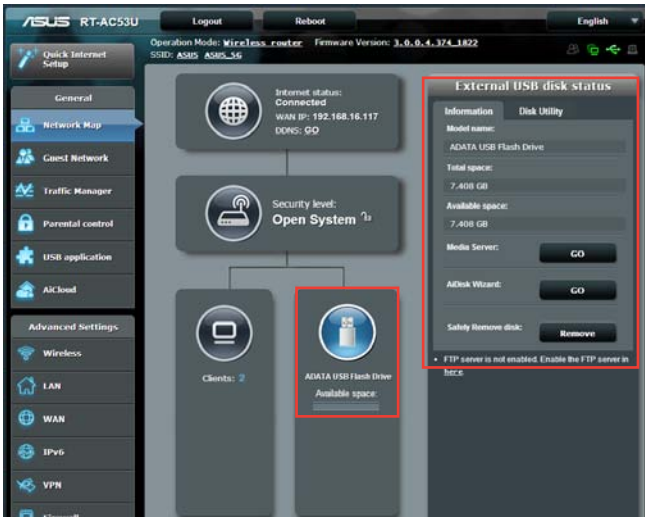 ASUS RT-AC53U
Logout
Reboot
English
Quick Internet
Setup
Operation Mode: Wireless router Firmware Version: 3.0.0.4.374_1822
SSID: ASUS ASUS_5G
General
Network Map
Guest Network
Traffic Manager
Parental control
USB application
AiCloud
Advanced Settings
Wireless
LAN
WAN
IPv6
VPN
Firewall
Internet status:
Connected
WAN IP: 192.168.16.117
DDNS: GO
Security level:
Open System
Clients: 2
ADATA USB Flash Drive
Available space:
External USB disk status
Information
Disk Utility
Model name:
ADATA USB Flash Drive
Total space:
7.408 GB
Available space:
7.408 GB
Media Server:
GO
AiDisk Wizard:
GO
Safely Remove disk:
Remove
• FTP server is not enabled. Enable the FTP server in
here.